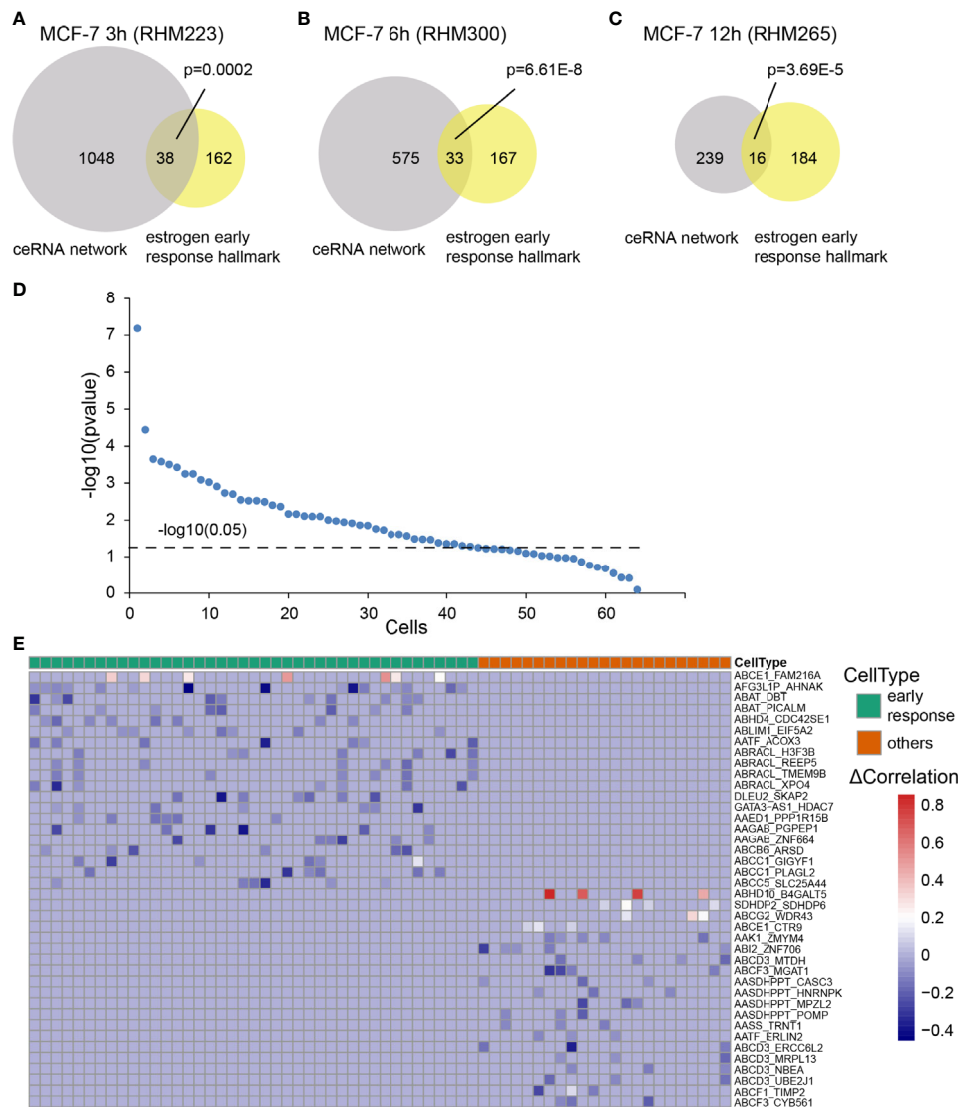 A
MCF-7 3h (RHM223)
p=0.0002
1048
38
162
ceRNA network
estrogen early
response hallmark
B
MCF-7 6h (RHM300)
p=6.61E-8
575
33
167
ceRNA network
estrogen early
response hallmark
C
MCF-7 12h (RHM265)
p=3.69E-5
239
16
184
ceRNA network
estrogen early
response hallmark
D
-log10(pvalue)
8
7
6
5
4
3
2
1
0
-log10(0.05)
0
10
20
30
40
50
60
Cells
E
CellType
ABCE1_FAM216A
AFG3L1P_AHNAK
ABAT_DBT
ABAT_PICALM
ABHD4_CDC42SE1
ABLIM1_EIF5A2
AATF_ACOX3
ABRACL_H3F3B
ABRACL_REEP5
ABRACL_TMEM9B
ABRACL_XPO4
DLEU2_SKAP2
GATA3-AS1_HDAC7
AAED1_PPP1R15B
AAGAB_PGPEP1
AAGAB_ZNF664
ABCB6_ARSD
ABCC1_GIGYF1
ABCC1_PLAGL2
ABCC5_SLC25A44
ABHD10_B4GALT5
SDHDP2_SDHDP6
ABCG2_WDR43
ABCE1_CTR9
AAK1_ZMYM4
ABI2_ZNF706
ABCD3_MTDH
ABCF3_MGAT1
AASDHPPT_CASC3
AASDHPPT_HNRNPK
AASDHPPT_MPZL2
AASDHPPT_POMP
AASS_TRNT1
AATF_ERLIN2
ABCD3_ERCC6L2
ABCD3_MRPL13
ABCD3_NBEA
ABCD3_UBE2J1
ABCF1_TIMP2
ABCF3_CYB561
CellType
early
response
others
ΔCorrelation
0.8
0.6
0.4
0.2
0
−0.2
−0.4